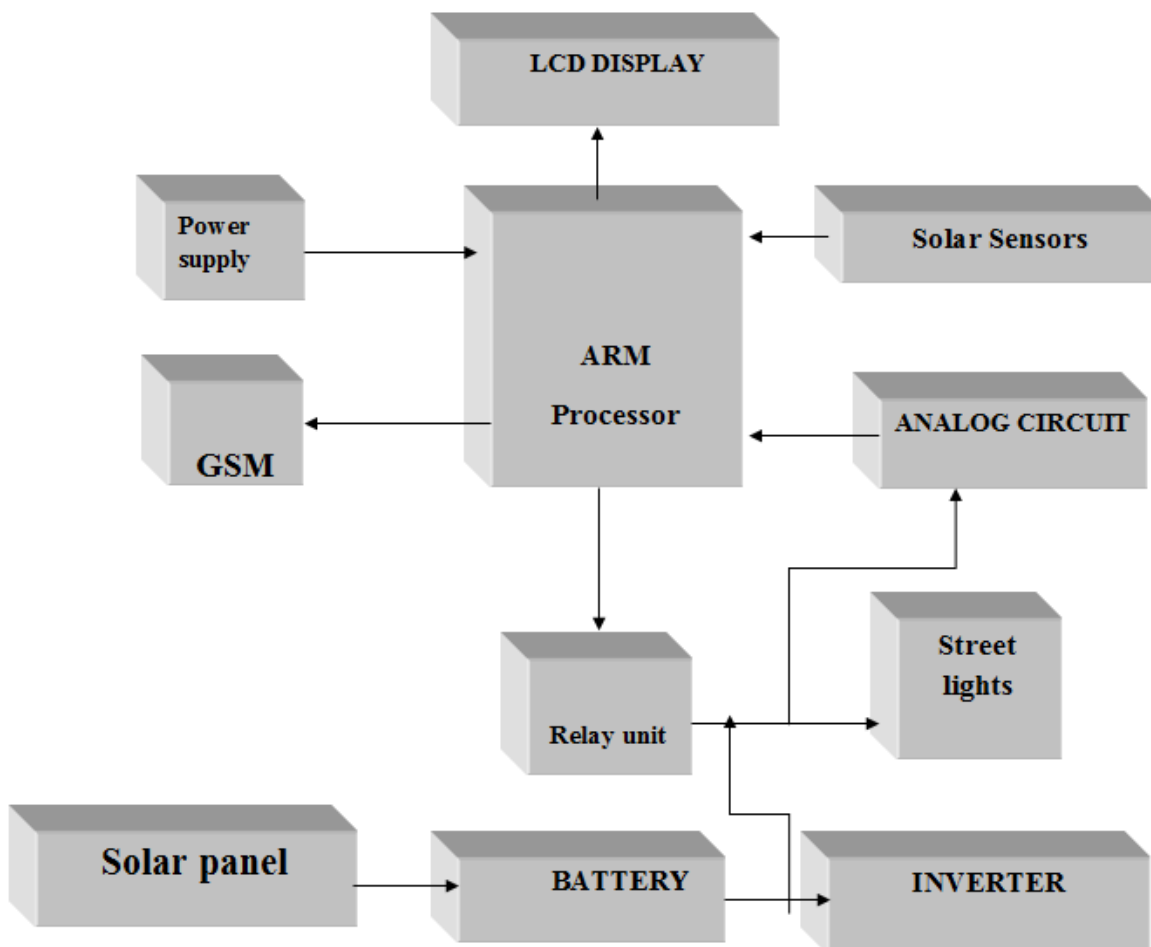 LCD DISPLAY
Power
supply
Solar Sensors
ARM
Processor
ANALOG CIRCUIT
GSM
Street
lights
Relay unit
Solar panel
BATTERY
INVERTER